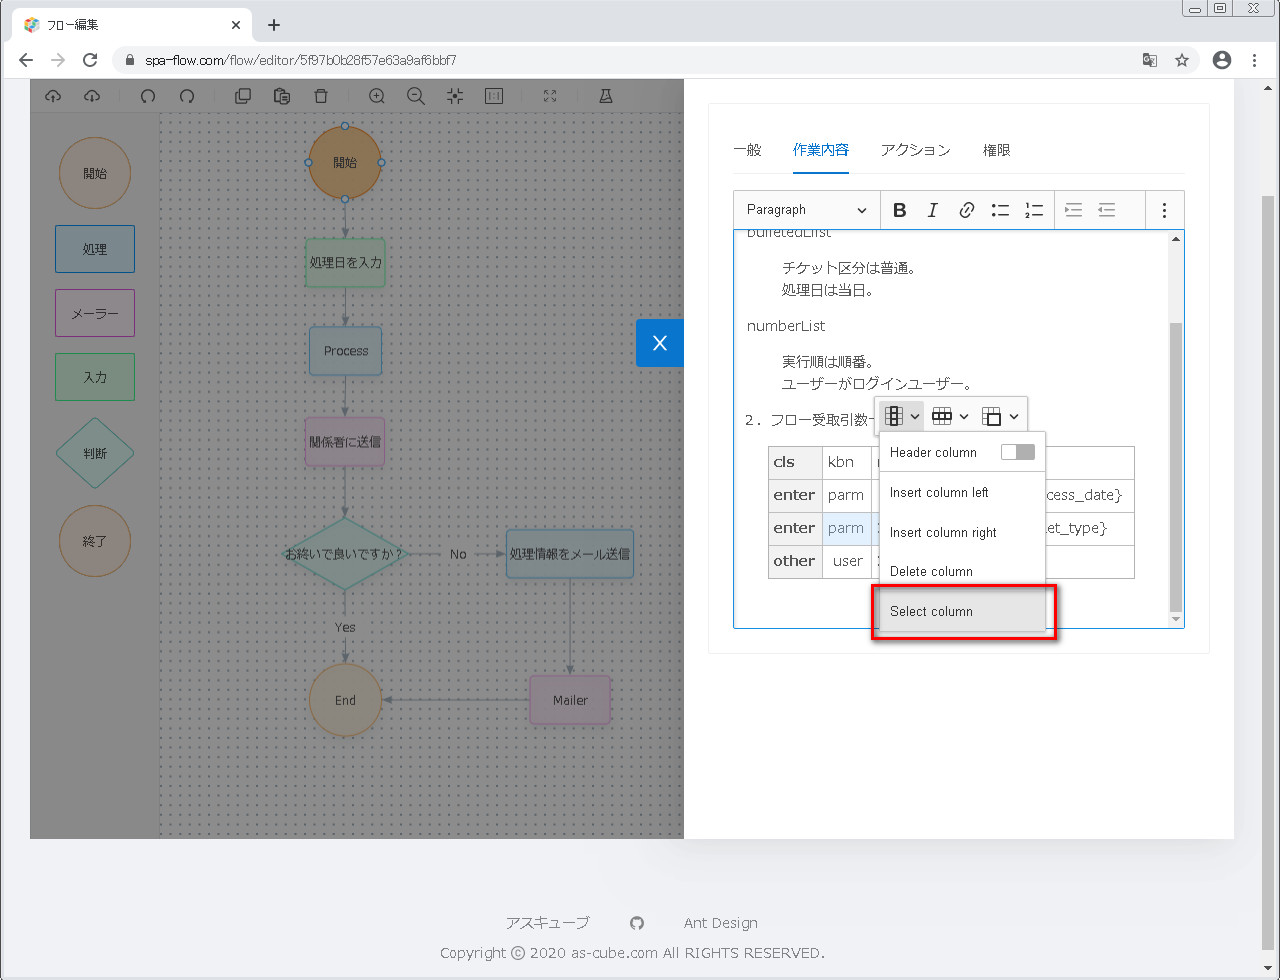 フロー編集
spa-flow.com/flow/editor/5f97b0b28f57e63a9af6bbf7
開始
処理
メーラー
入力
判断
終了
開始
処理日を入力
Process
関係者に送信
お終いで良いですか？
No
処理情報をメール送信
Yes
End
Mailer
X
一般 作業内容 アクション 権限
Paragraph
チケット区分は普通。
処理日は当日。
numberList
実行順は順番。
ユーザーがログインユーザー。
2. フロー受取引数
cls kbn
enter parm cess_date}
enter parm et_type}
other user
Header column
Insert column left
Insert column right
Delete column
Select column
アスキューブ Ant Design
Copyright © 2020 as-cube.com All RIGHTS RESERVED.